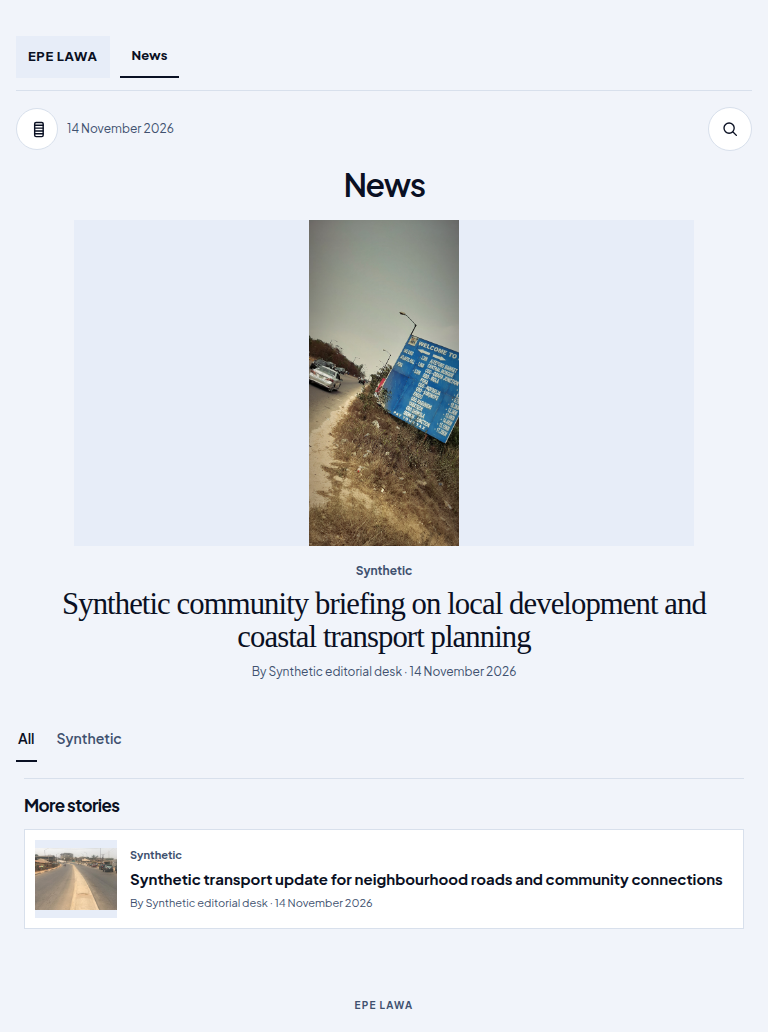 EPE LAWA
News
14 November 2026
News
WELCOME TO
Synthetic
Synthetic community briefing on local development and
coastal transport planning
By Synthetic editorial desk · 14 November 2026
All
Synthetic
More stories
Synthetic
Synthetic transport update for neighbourhood roads and community connections
By Synthetic editorial desk · 14 November 2026
EPE LAWA